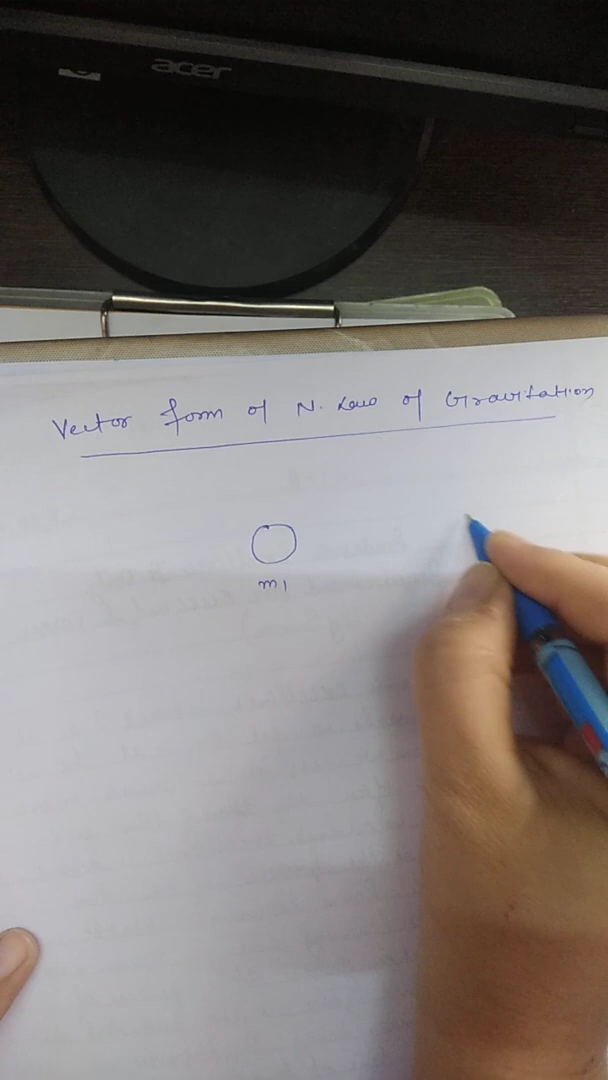 acer
Vector form of N. Law of Gravitation
m1